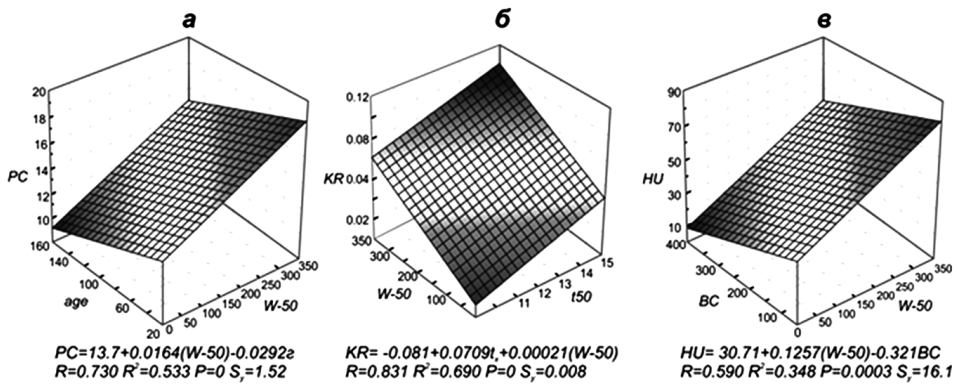 а
б
в
20
18
16
14
12
10
PC
160
140
100
60
20
age
0
50
100
150
200
250
300
350
W-50
0.12
0.08
0.04
0.02
KR
350
300
200
100
W-50
11
12
13
14
15
t50
90
70
50
30
10
HU
400
300
200
100
BC
0
50
100
150
200
250
300
350
W-50
PC=13.7+0.0164(W-50)-0.0292г
R=0.730 R²=0.533 P=0 Sᵧ=1.52
KR= -0.081+0.0709tₓ+0.00021(W-50)
R=0.831 R²=0.690 P=0 Sᵧ=0.008
HU= 30.71+0.1257(W-50)-0.321BC
R=0.590 R²=0.348 P=0.0003 Sᵧ=16.1